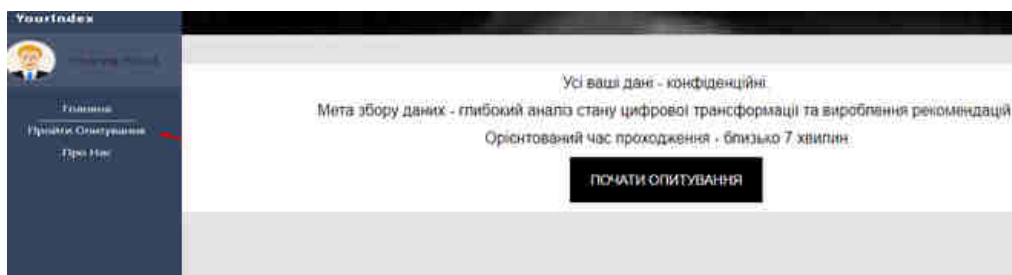 YourIndex
Головна
Пройти Опитування
Про Нас
Усі ваші дані - конфіденційні
Мета збору даних - глибокий аналіз стану цифрової трансформації та вироблення рекомендацій
Орієнтований час проходження - близько 7 хвилин
ПОЧАТИ ОПИТУВАННЯ